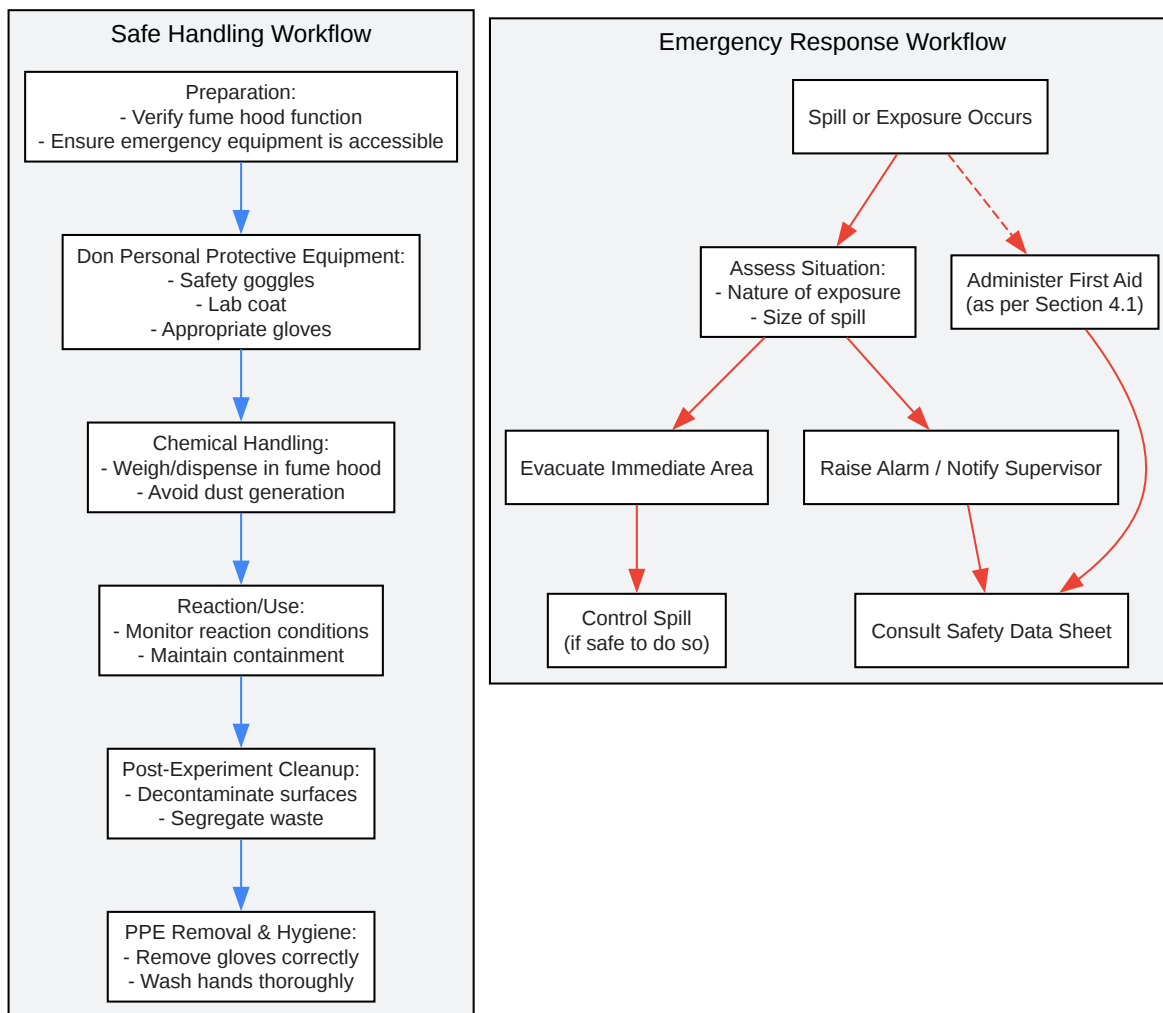 Safe Handling Workflow
Preparation:
- Verify fume hood function
- Ensure emergency equipment is accessible
Don Personal Protective Equipment:
- Safety goggles
- Lab coat
- Appropriate gloves
Chemical Handling:
- Weigh/dispense in fume hood
- Avoid dust generation
Reaction/Use:
- Monitor reaction conditions
- Maintain containment
Post-Experiment Cleanup:
- Decontaminate surfaces
- Segregate waste
PPE Removal & Hygiene:
- Remove gloves correctly
- Wash hands thoroughly
Emergency Response Workflow
Spill or Exposure Occurs
Assess Situation:
- Nature of exposure
- Size of spill
Administer First Aid
(as per Section 4.1)
Evacuate Immediate Area
Raise Alarm / Notify Supervisor
Control Spill
(if safe to do so)
Consult Safety Data Sheet